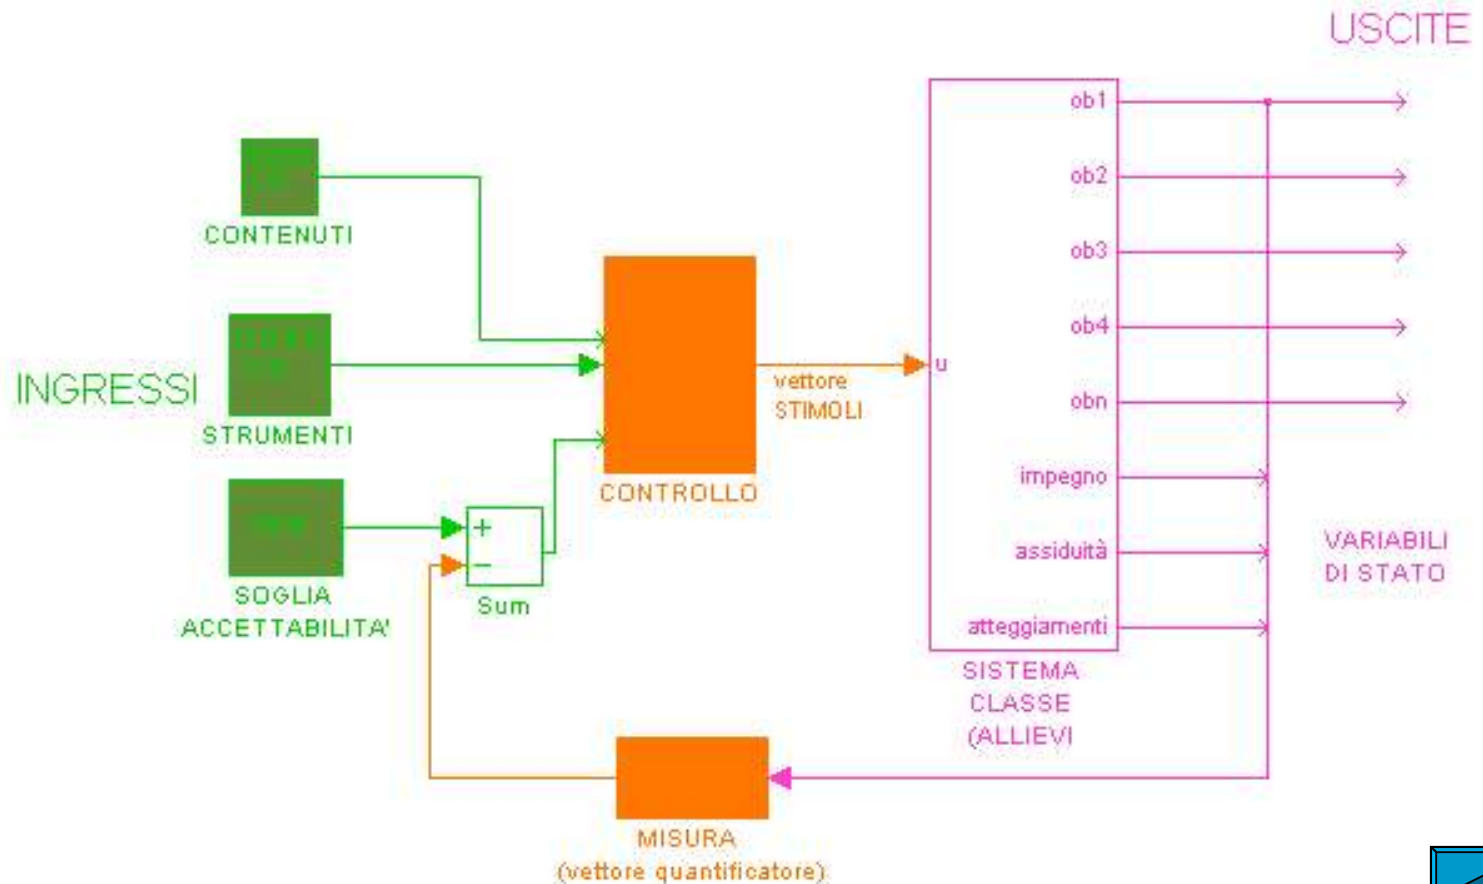 USCITE
ob1
ob2
CONTENUTI
ob3
ob4
INGRESSI
u
vettore
STIMOLI
obn
STRUMENTI
impegno
CONTROLLO
+
−
assiduità
VARIABILI
DI STATO
SOGLIA
ACCETTABILITA'
Sum
atteggiamenti
SISTEMA
CLASSE
(ALLIEVI
MISURA
(vettore quantificatore)